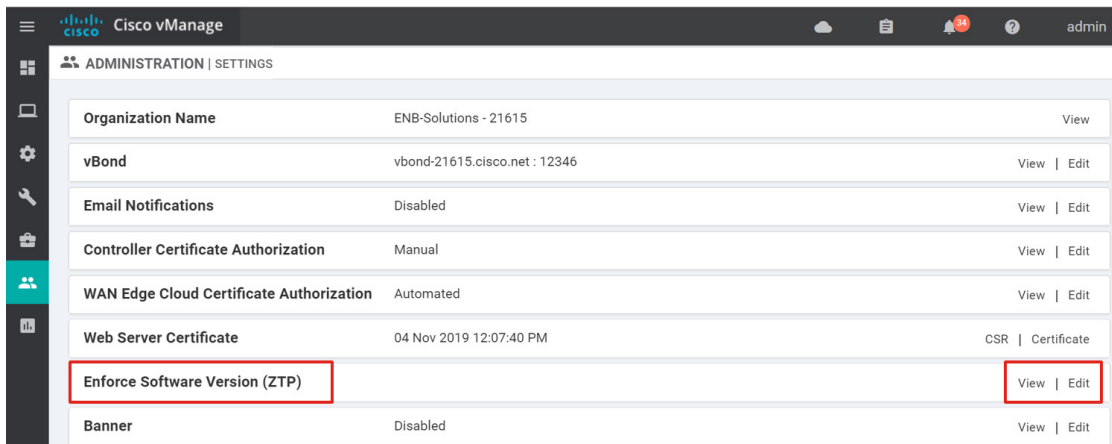 cisco Cisco vManage 34 admin
ADMINISTRATION | SETTINGS
Organization Name ENB-Solutions - 21615 View
vBond vbond-21615.cisco.net : 12346 View | Edit
Email Notifications Disabled View | Edit
Controller Certificate Authorization Manual View | Edit
WAN Edge Cloud Certificate Authorization Automated View | Edit
Web Server Certificate 04 Nov 2019 12:07:40 PM CSR | Certificate
Enforce Software Version (ZTP) View | Edit
Banner Disabled View | Edit